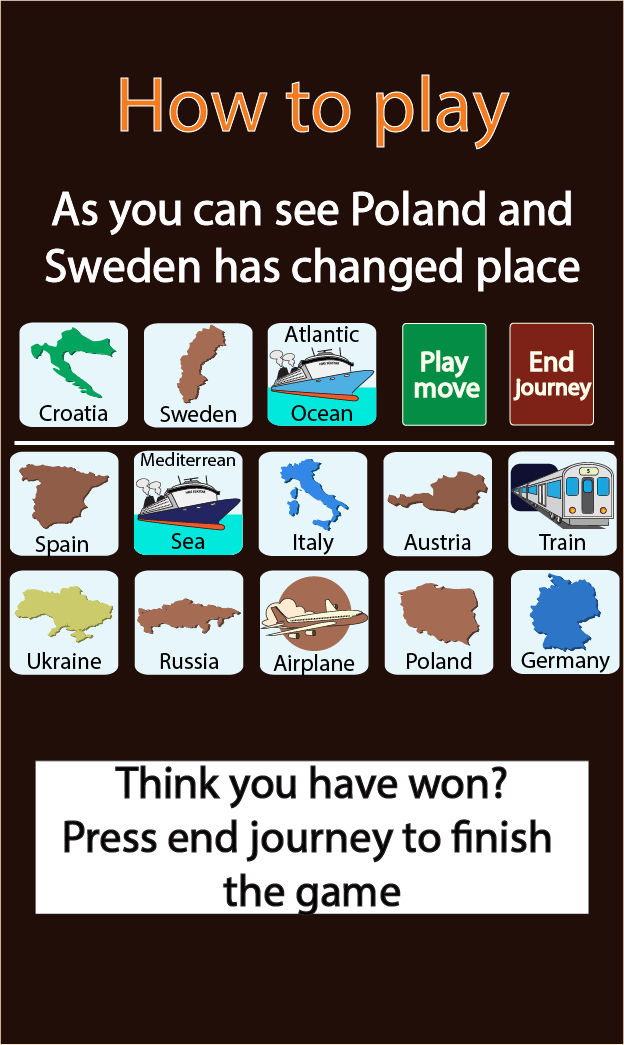 How to play
As you can see Poland and
Sweden has changed place
Croatia
Sweden
Atlantic
Ocean
Play
move
End
journey
Spain
Mediterrean
Sea
Italy
Austria
Train
Ukraine
Russia
Airplane
Poland
Germany
Think you have won?
Press end journey to finish
the game